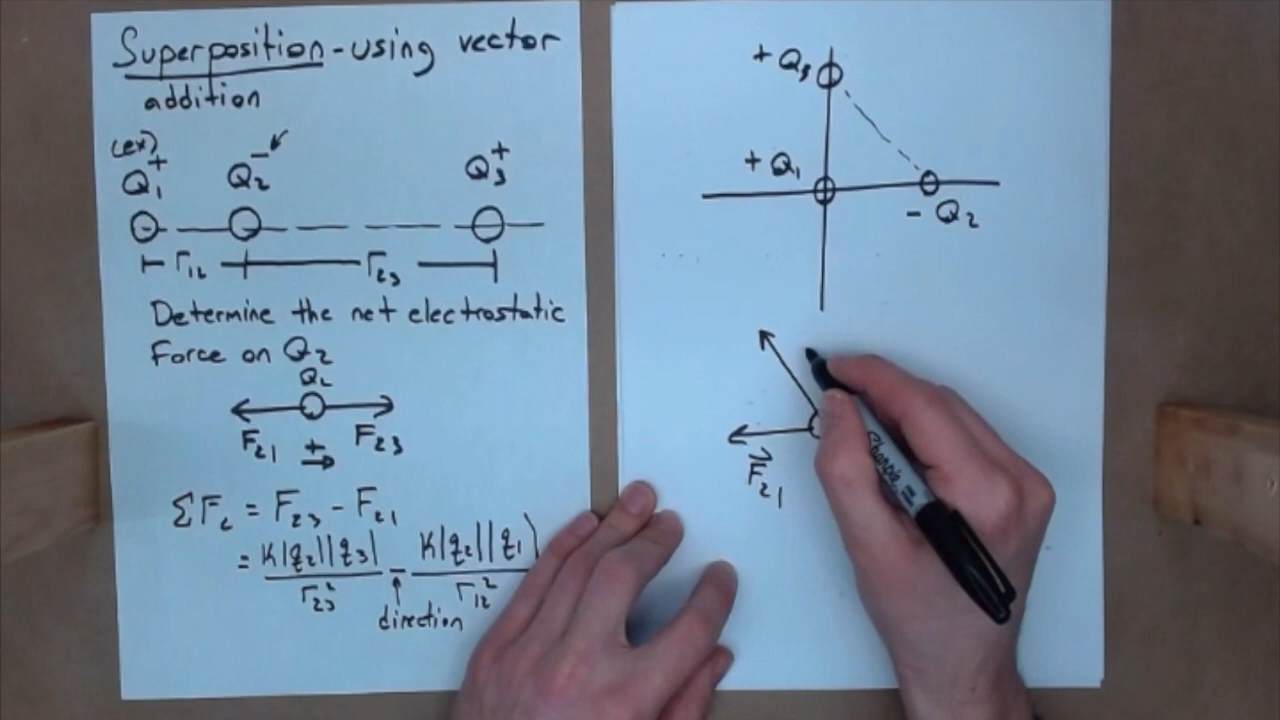 Superposition - using vector
addition
(ex)
Q₁⁺ Q₂⁻ Q₃⁺
r₁₂ r₂₃
Determine the net electrostatic
Force on Q₂
Q₂
F₂₁ + F₂₃
ΣF₂ = F₂₃ - F₂₁
= K|q₂||q₃| / r₂₃² - K|q₂||q₁| / r₁₂²
direction
+ Q₃
+ Q₁
- Q₂
F⃗₂₁
Sharpie